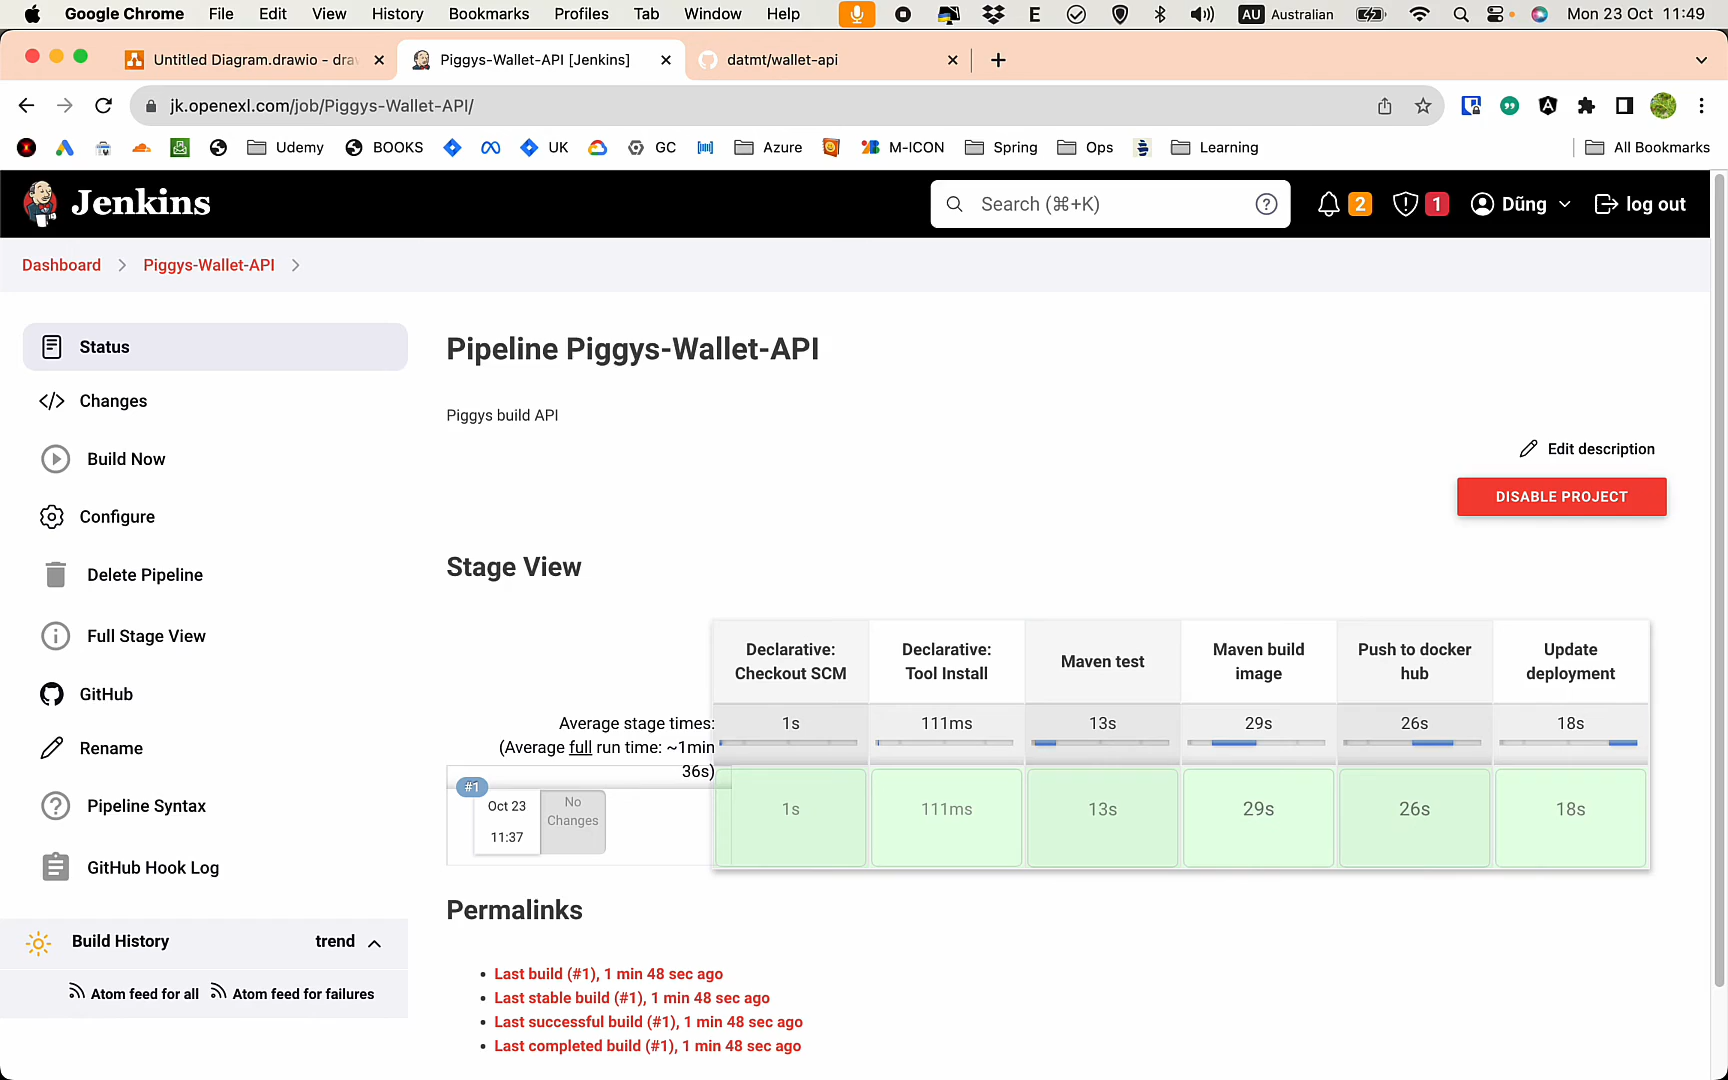 Google Chrome File Edit View History Bookmarks Profiles Tab Window Help E AU Australian Mon 23 Oct 11:49
Untitled Diagram.drawio - dra
Piggys-Wallet-API [Jenkins]
datmt/wallet-api
jk.openexl.com/job/Piggys-Wallet-API/
Udemy BOOKS UK GC Azure M-ICON Spring Ops Learning All Bookmarks
Jenkins
Search (⌘+K)
2
1
Dũng
log out
Dashboard
Piggys-Wallet-API
Status
Changes
Build Now
Configure
Delete Pipeline
Full Stage View
GitHub
Rename
Pipeline Syntax
GitHub Hook Log
Build History trend
Atom feed for all Atom feed for failures
Pipeline Piggys-Wallet-API
Piggys build API
Edit description
DISABLE PROJECT
Stage View
Declarative: Checkout SCM
Declarative: Tool Install
Maven test
Maven build image
Push to docker hub
Update deployment
Average stage times:
(Average full run time: ~1min
36s)
1s 111ms 13s 29s 26s 18s
#1
Oct 23
11:37
No
Changes
1s 111ms 13s 29s 26s 18s
Permalinks
Last build (#1), 1 min 48 sec ago
Last stable build (#1), 1 min 48 sec ago
Last successful build (#1), 1 min 48 sec ago
Last completed build (#1), 1 min 48 sec ago